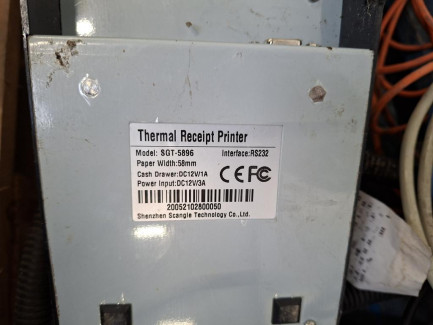 Thermal Receipt Printer
Model: SGT-5896 Interface:RS232
Paper Width:58mm
Cash Drawer:DC12V/1A
Power Input:DC12V/3A
CE FC
20052102800050
Shenzhen Scangle Technology Co.,Ltd.